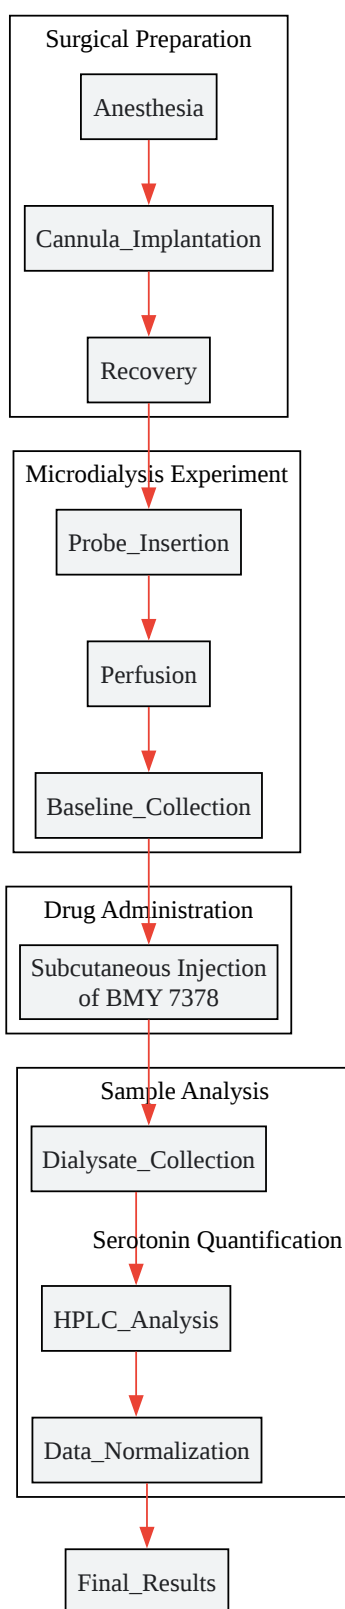 Surgical Preparation
Anesthesia
Cannula_Implantation
Recovery
Microdialysis Experiment
Probe_Insertion
Perfusion
Baseline_Collection
Drug Administration
Subcutaneous Injection
of BMY 7378
Sample Analysis
Dialysate_Collection
Serotonin Quantification
HPLC_Analysis
Data_Normalization
Final_Results